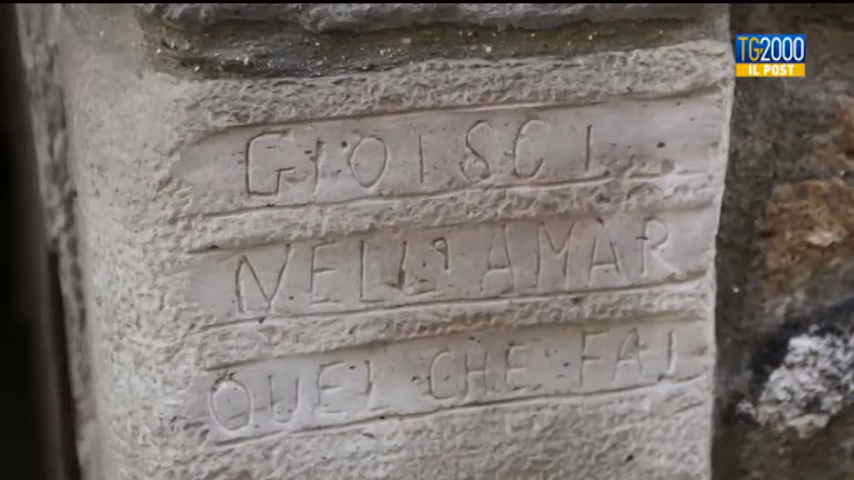 TG2000
IL POST
GIOISCI
NELL'AMAR
QUEL CHE FAI